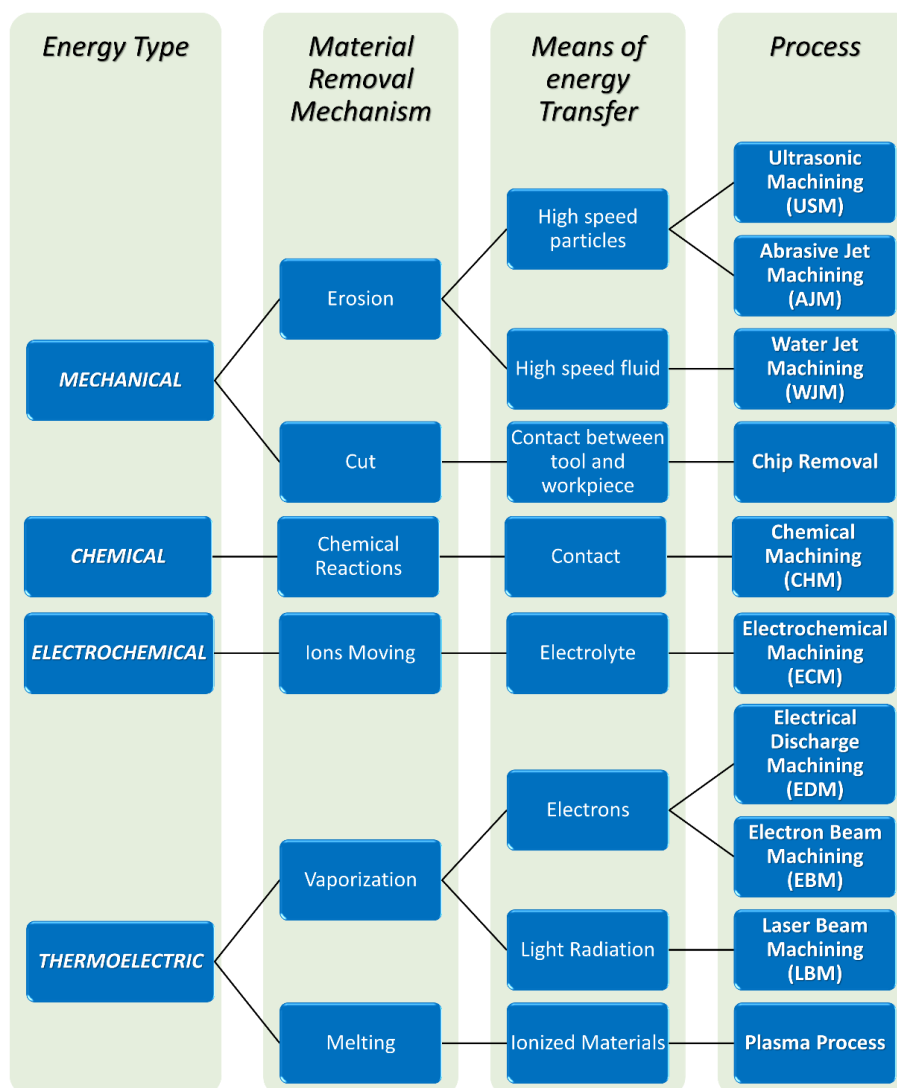 Energy Type
Material
Removal
Mechanism
Means of
energy
Transfer
Process
MECHANICAL
Erosion
High speed
particles
Ultrasonic
Machining
(USM)
Abrasive Jet
Machining
(AJM)
High speed fluid
Water Jet
Machining
(WJM)
Cut
Contact between
tool and
workpiece
Chip Removal
CHEMICAL
Chemical
Reactions
Contact
Chemical
Machining
(CHM)
ELECTROCHEMICAL
Ions Moving
Electrolyte
Electrochemical
Machining
(ECM)
THERMOELECTRIC
Vaporization
Electrons
Electrical
Discharge
Machining
(EDM)
Electron Beam
Machining
(EBM)
Light Radiation
Laser Beam
Machining
(LBM)
Melting
Ionized Materials
Plasma Process